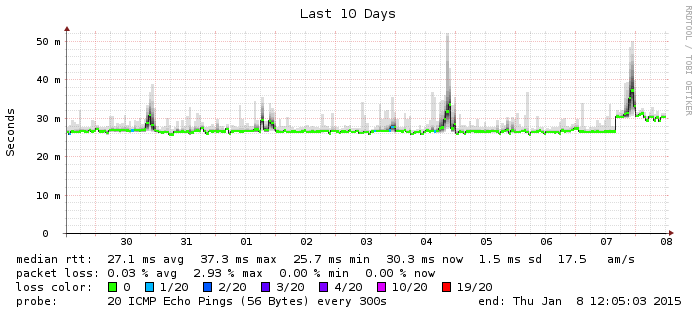 Last 10 Days
RRDTOOL / TOBI OETIKER
Seconds
50 m
40 m
30 m
20 m
10 m
0
30 31 01 02 03 04 05 06 07 08
median rtt: 27.1 ms avg 37.3 ms max 25.7 ms min 30.3 ms now 1.5 ms sd 17.5 am/s
packet loss: 0.03 % avg 2.93 % max 0.00 % min 0.00 % now
loss color: 0 1/20 2/20 3/20 4/20 10/20 19/20
probe: 20 ICMP Echo Pings (56 Bytes) every 300s end: Thu Jan 8 12:05:03 2015